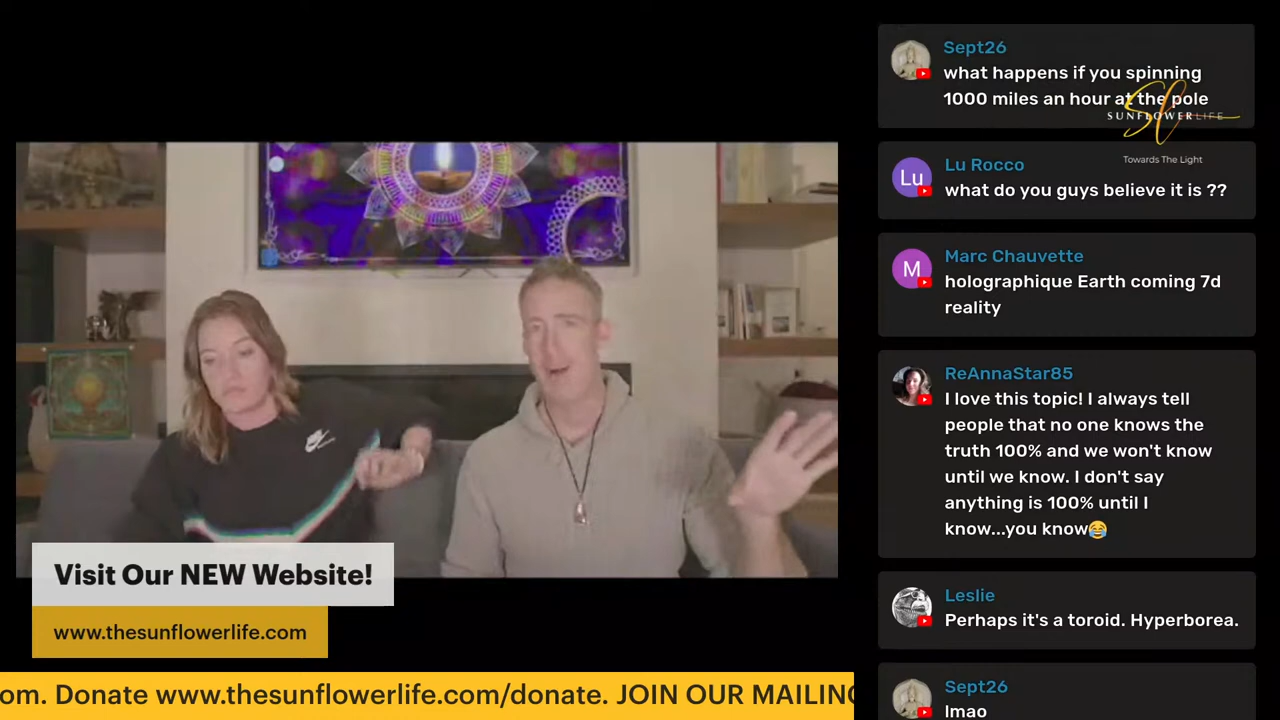 Sept26
what happens if you spinning
1000 miles an hour at the pole
SUNFLOWERLIFE
Towards The Light
Lu
Lu Rocco
what do you guys believe it is ??
M
Marc Chauvette
holographique Earth coming 7d
reality
ReAnnaStar85
I love this topic! I always tell
people that no one knows the
truth 100% and we won't know
until we know. I don't say
anything is 100% until I
know...you know😂
Leslie
Perhaps it's a toroid. Hyperborea.
Sept26
lmao
Visit Our NEW Website!
www.thesunflowerlife.com
om. Donate www.thesunflowerlife.com/donate. JOIN OUR MAILING